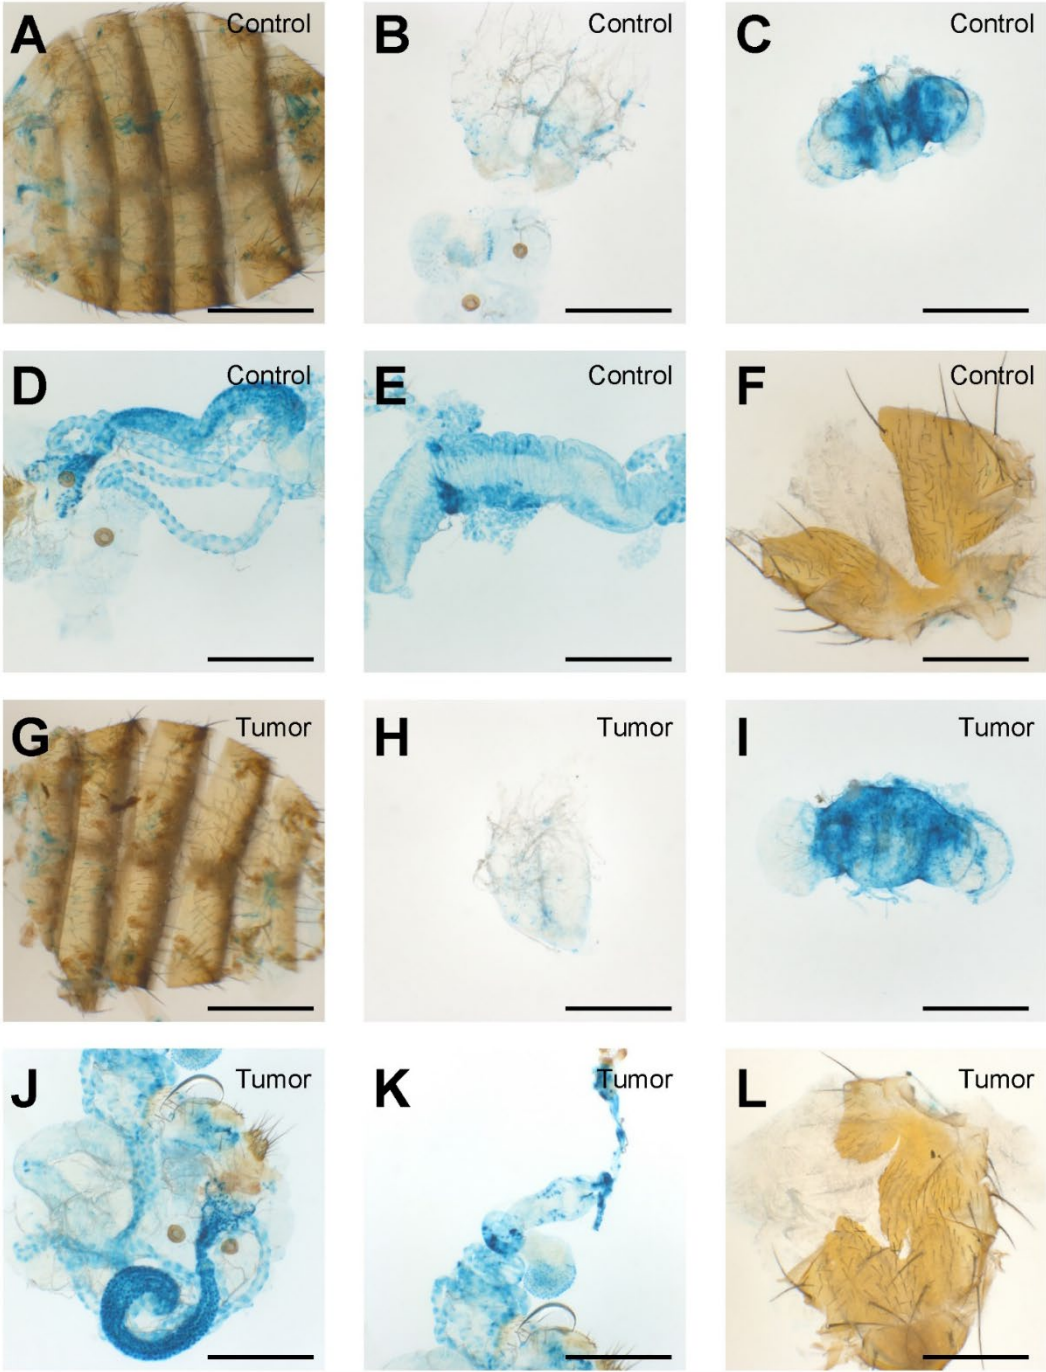 A Control
B Control
C Control
D Control
E Control
F Control
G Tumor
H Tumor
I Tumor
J Tumor
K Tumor
L Tumor